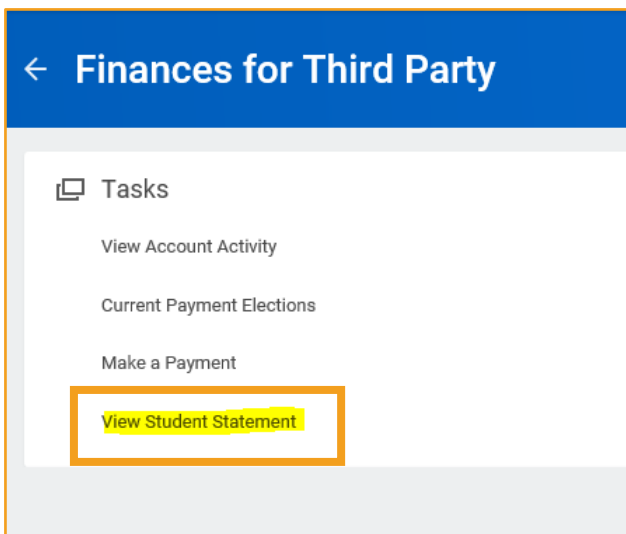 Finances for Third Party
Tasks
View Account Activity
Current Payment Elections
Make a Payment
View Student Statement